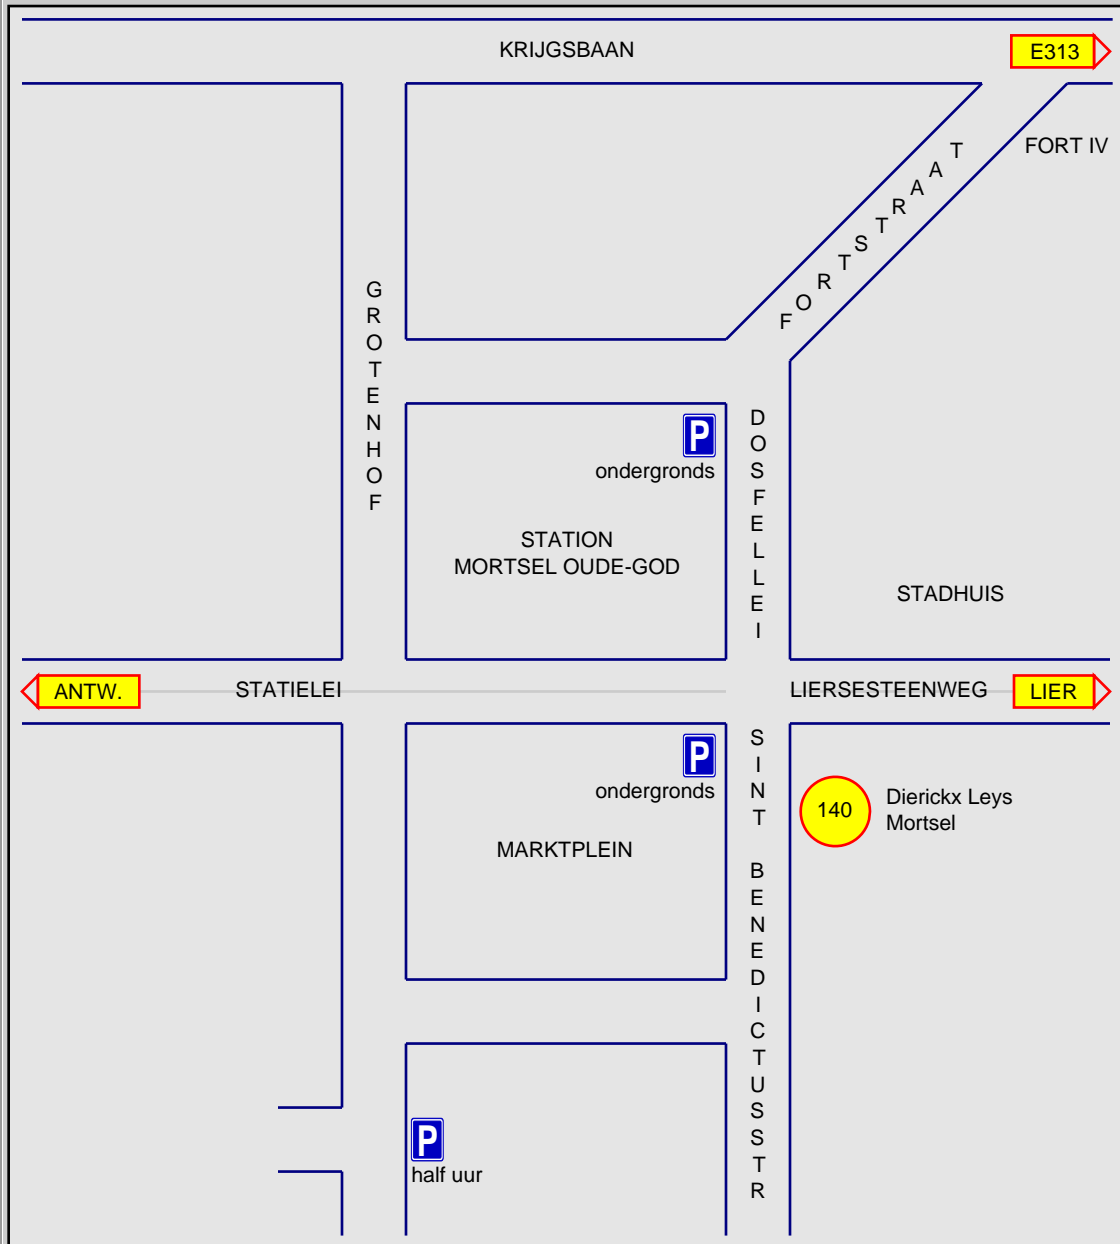 KRIJGSBAAN
E313
FORT IV
FORTSTRAAT
GROTENHOF
P
ondergronds
DOSFELLEI
STATION
MORTSEL OUDE-GOD
STADHUIS
ANTW.
STATIELEI
LIERSESTEENWEG
LIER
P
ondergronds
SINT BENEDICTUSSTR
140
Dierickx Leys
Mortsel
MARKTPLEIN
P
half uur